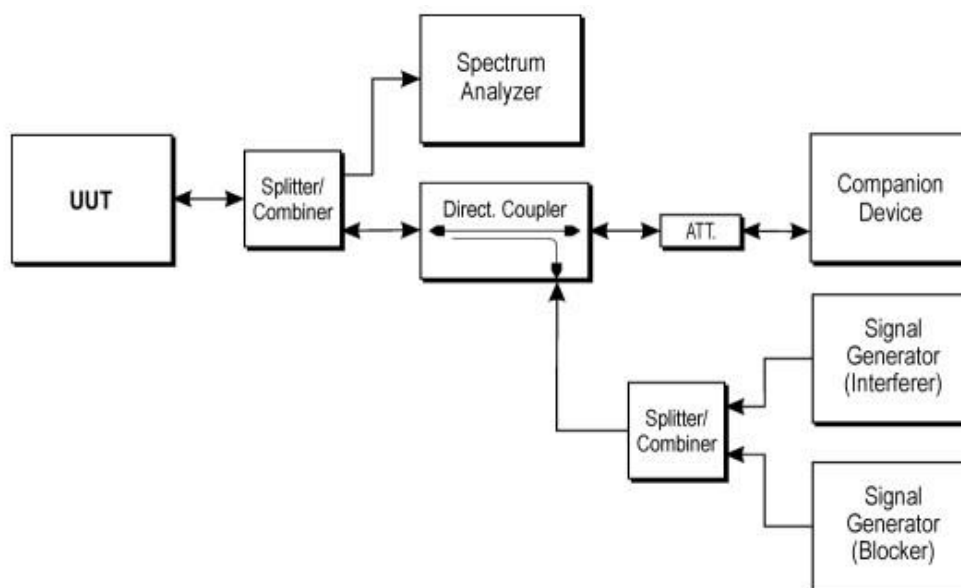 Spectrum
Analyzer
UUT
Splitter/
Combiner
Direct. Coupler
ATT.
Companion
Device
Signal
Generator
(Interferer)
Splitter/
Combiner
Signal
Generator
(Blocker)